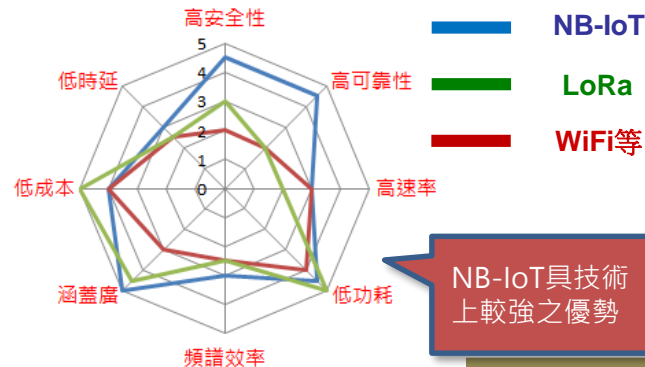 高安全性
5
4
3
2
1
0
低時延
高可靠性
低成本
高速率
涵蓋廣
低功耗
頻譜效率
NB-IoT
LoRa
WiFi等
NB-IoT具技術
上較強之優勢